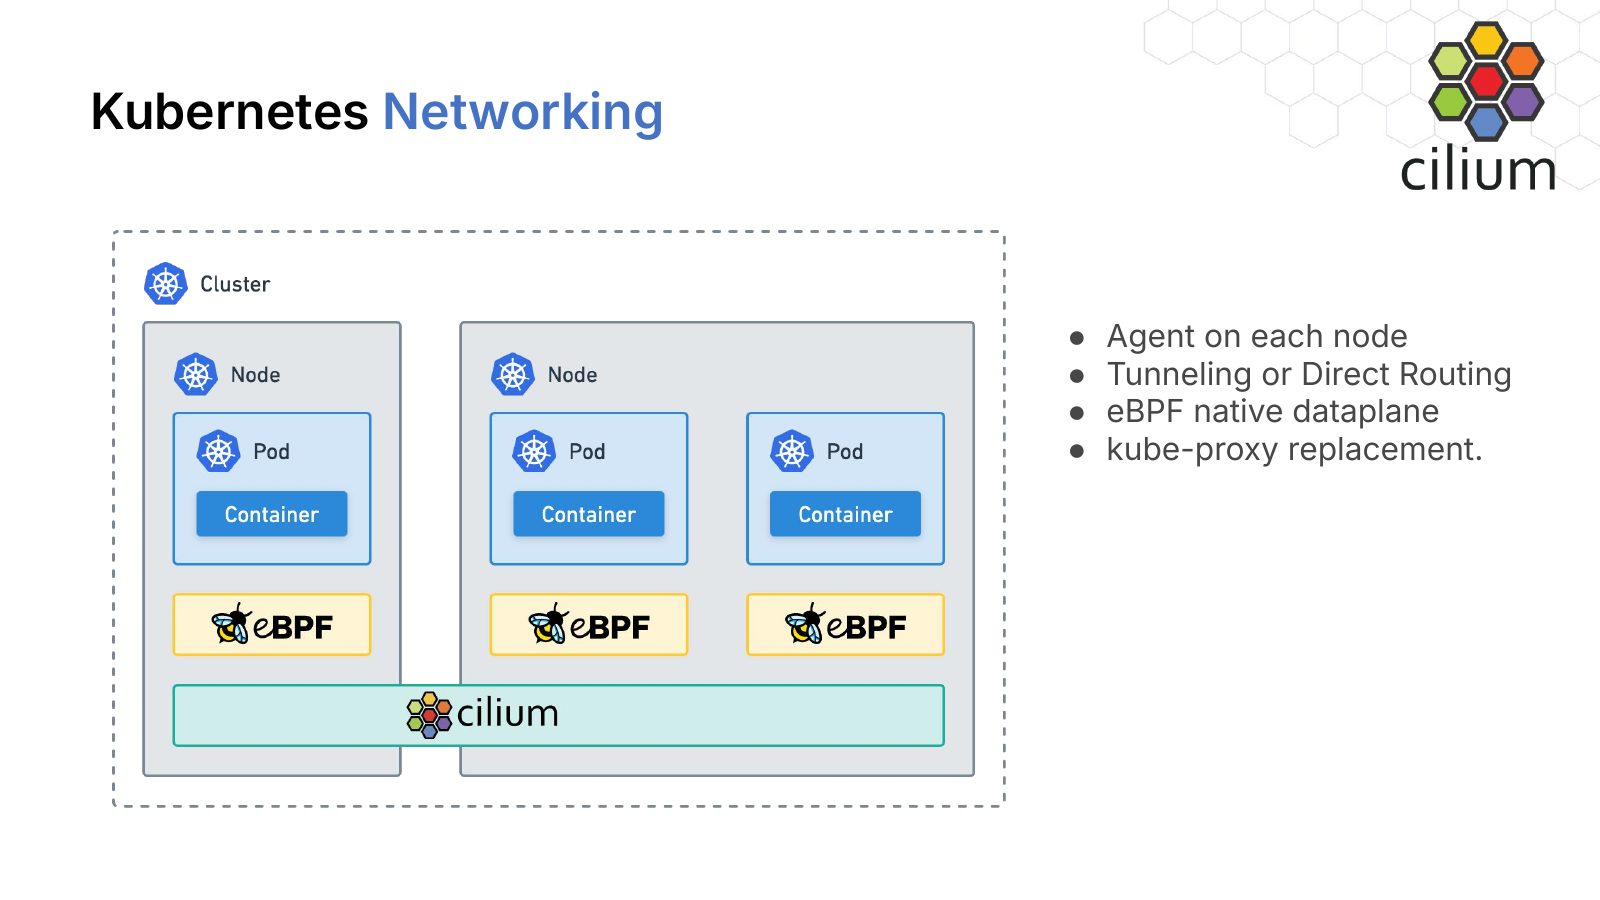 Kubernetes Networking
cilium
Cluster
Node
Node
Pod
Pod
Pod
Container
Container
Container
eBPF
eBPF
eBPF
cilium
● Agent on each node
● Tunneling or Direct Routing
● eBPF native dataplane
● kube-proxy replacement.